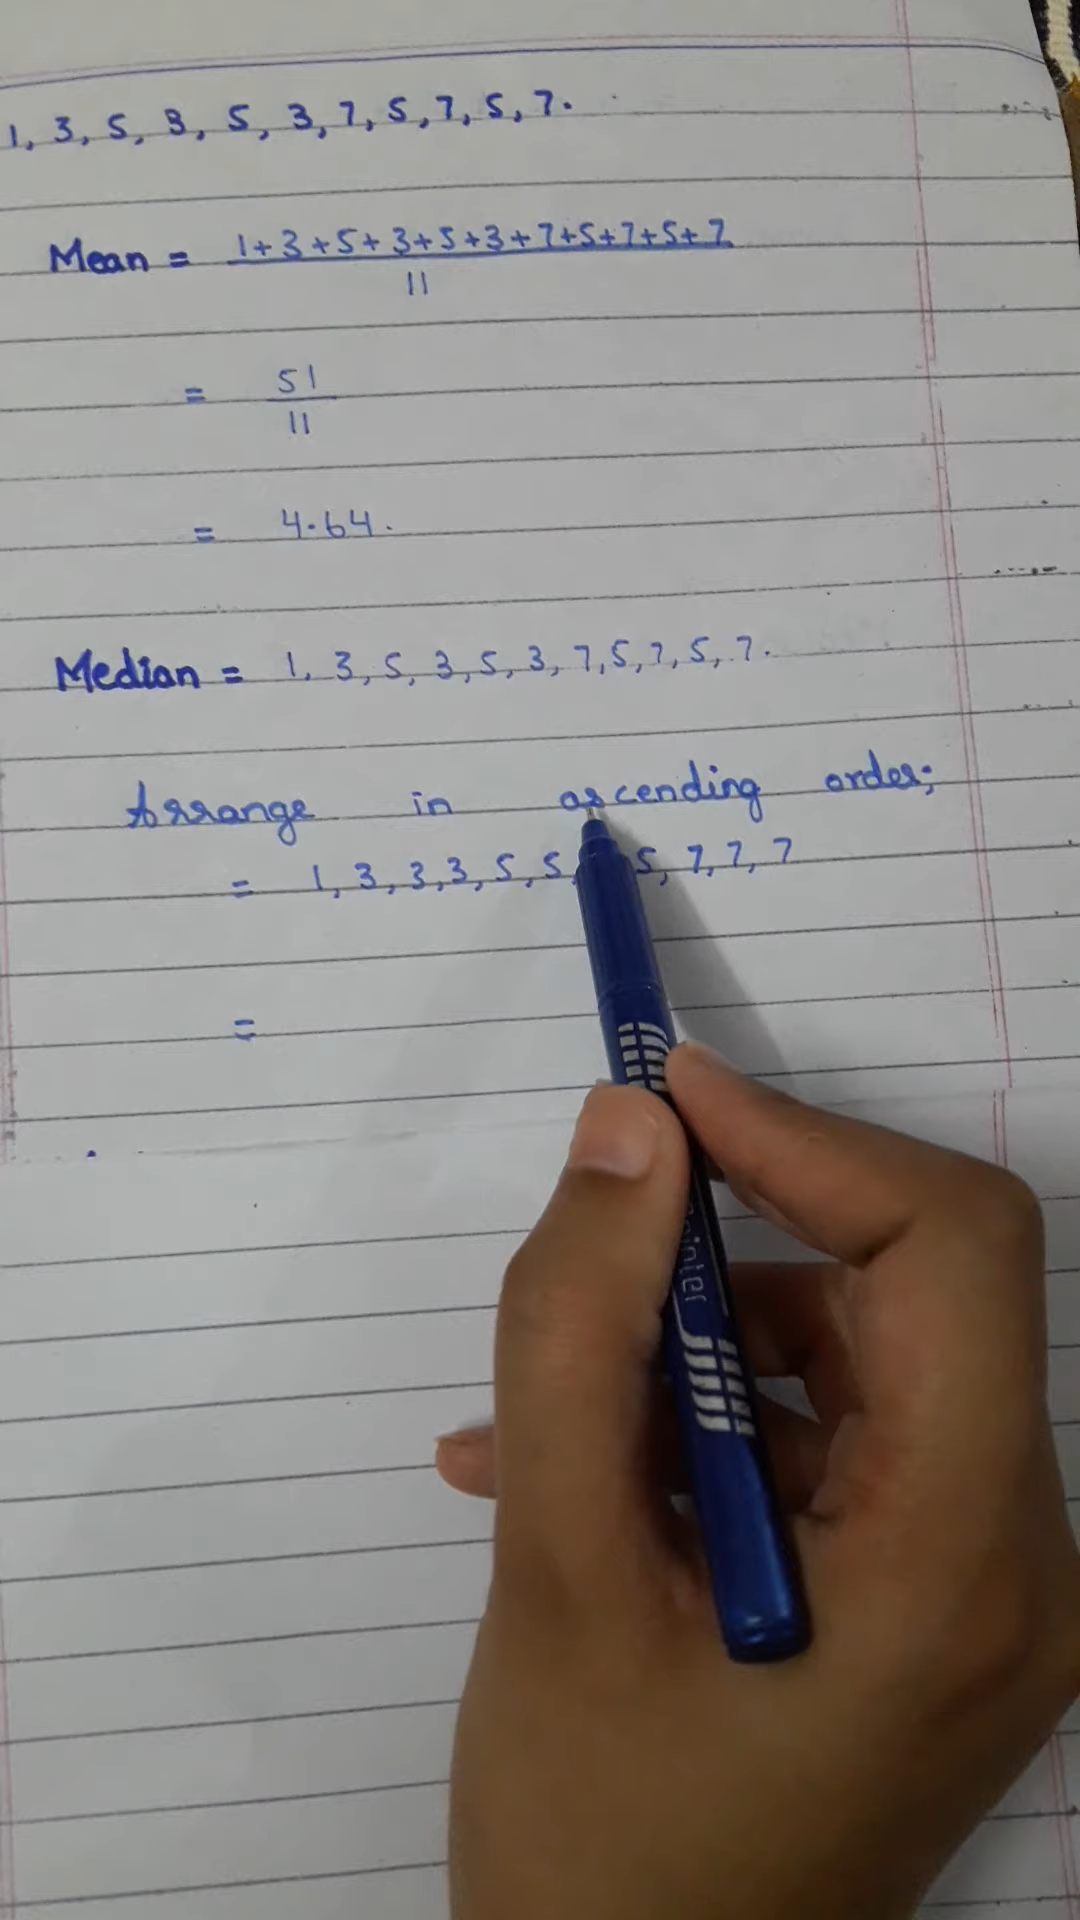 1, 3, 5, 3, 5, 3, 7, 5, 7, 5, 7.
Mean = 1+3+5+3+5+3+7+5+7+5+7
11
= 51
11
= 4.64.
Median = 1, 3, 5, 3, 5, 3, 7, 5, 7, 5, 7.
Arrange in ascending order;
= 1, 3, 3, 3, 5, 5, 5, 7, 7, 7
=